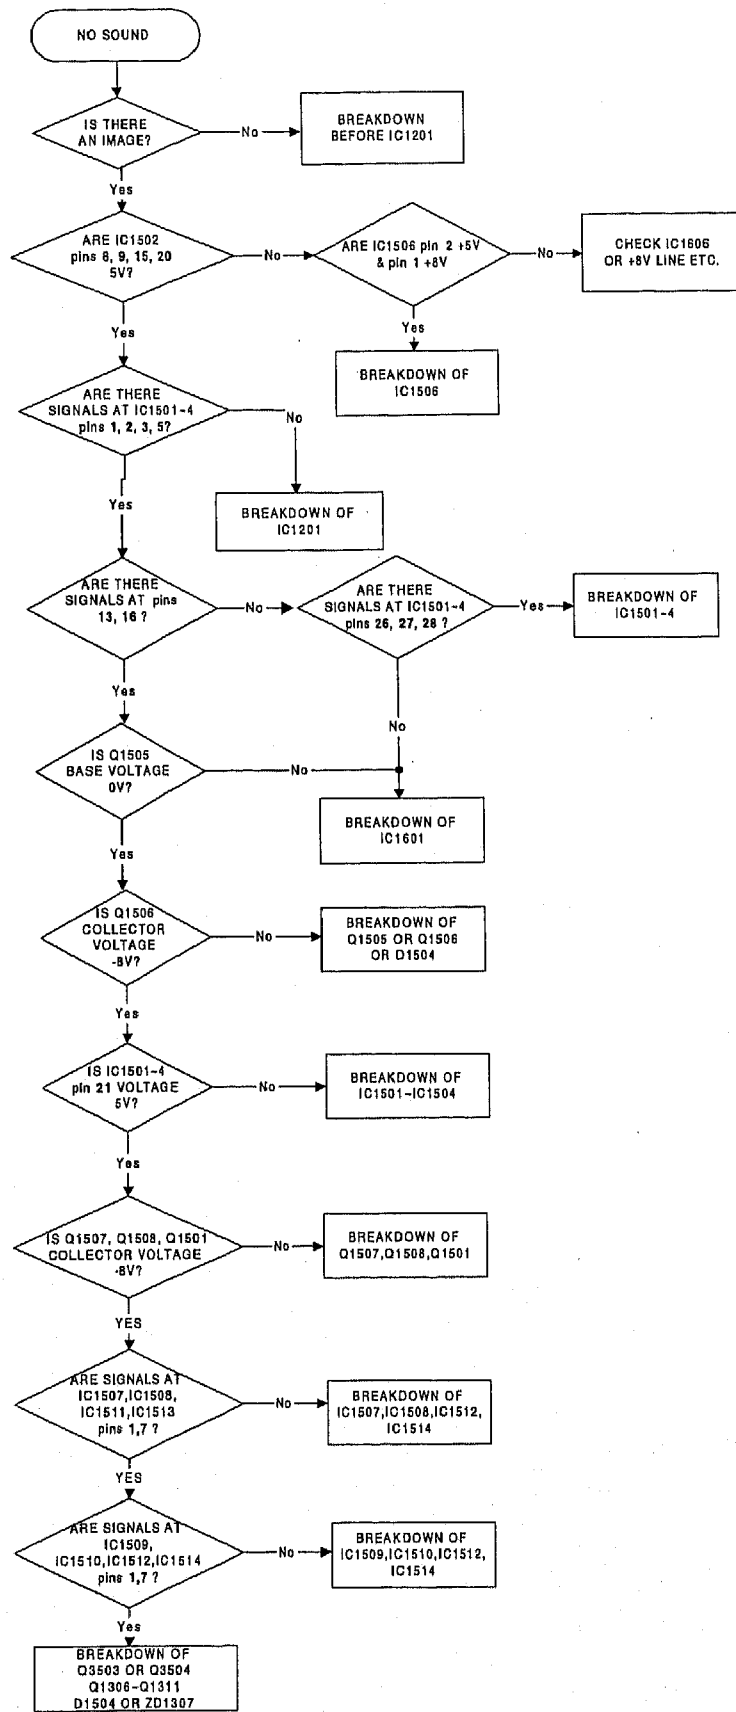 NO SOUND
IS THERE
AN IMAGE?
No
BREAKDOWN
BEFORE IC1201
Yes
ARE IC1502
pins 8, 9, 15, 20
5V?
No
ARE IC1506 pin 2 +5V
& pin 1 +8V
No
CHECK IC1606
OR +8V LINE ETC.
Yes
Yes
BREAKDOWN OF
IC1506
ARE THERE
SIGNALS AT IC1501-4
pins 1, 2, 3, 5?
No
Yes
BREAKDOWN OF
IC1201
ARE THERE
SIGNALS AT pins
13, 16 ?
No
ARE THERE
SIGNALS AT IC1501-4
pins 26, 27, 28 ?
Yes
BREAKDOWN OF
IC1501-4
Yes
No
IS Q1505
BASE VOLTAGE
0V?
No
BREAKDOWN OF
IC1601
Yes
IS Q1506
COLLECTOR
VOLTAGE
-8V?
No
BREAKDOWN OF
Q1505 OR Q1506
OR D1504
Yes
IS IC1501-4
pin 21 VOLTAGE
5V?
No
BREAKDOWN OF
IC1501-IC1504
Yes
IS Q1507, Q1508, Q1501
COLLECTOR VOLTAGE
-8V?
No
BREAKDOWN OF
Q1507,Q1508,Q1501
YES
ARE SIGNALS AT
IC1507,IC1508,
IC1511,IC1513
pins 1,7 ?
No
BREAKDOWN OF
IC1507,IC1508,IC1512,
IC1514
YES
ARE SIGNALS AT
IC1509,
IC1510,IC1512,IC1514
pins 1,7 ?
No
BREAKDOWN OF
IC1509,IC1510,IC1512,
IC1514
Yes
BREAKDOWN OF
Q3503 OR Q3504
Q1306-Q1311
D1504 OR ZD1307